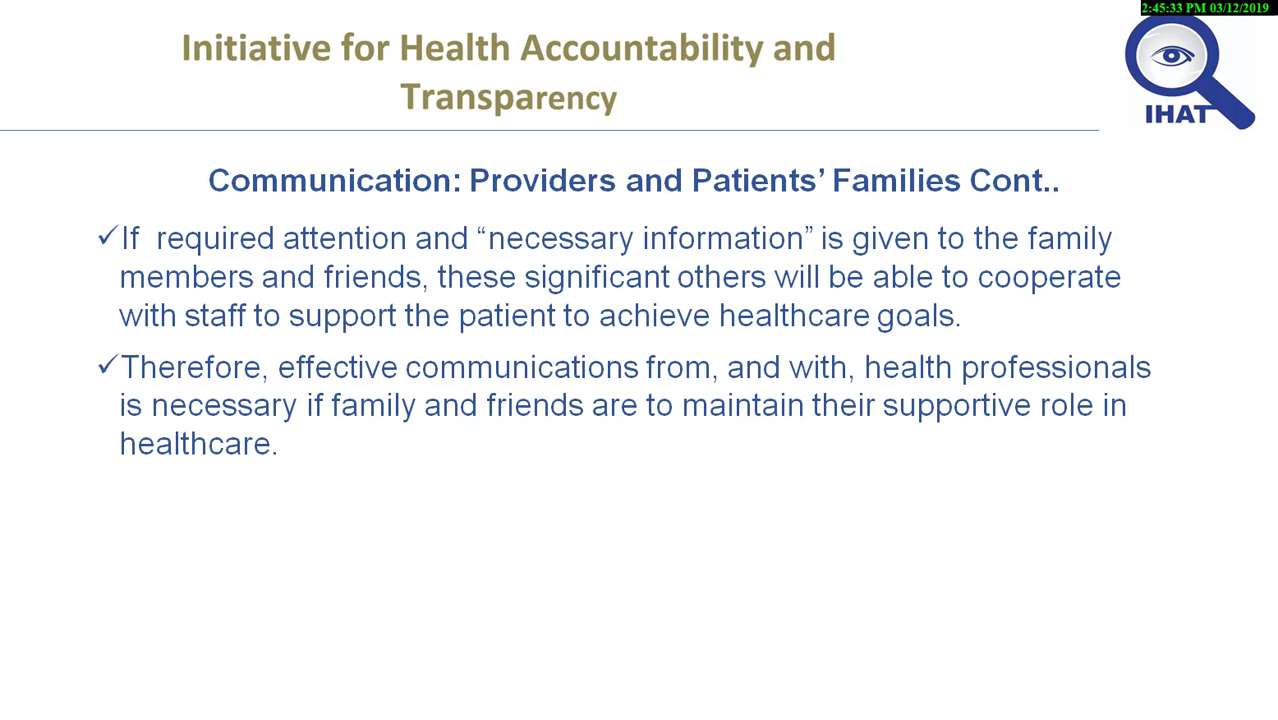 2:45:33 PM 03/12/2019
Initiative for Health Accountability and
Transparency
IHAT
Communication: Providers and Patients’ Families Cont..
✓If  required attention and “necessary information” is given to the family
members and friends, these significant others will be able to cooperate
with staff to support the patient to achieve healthcare goals.
✓Therefore, effective communications from, and with, health professionals
is necessary if family and friends are to maintain their supportive role in
healthcare.